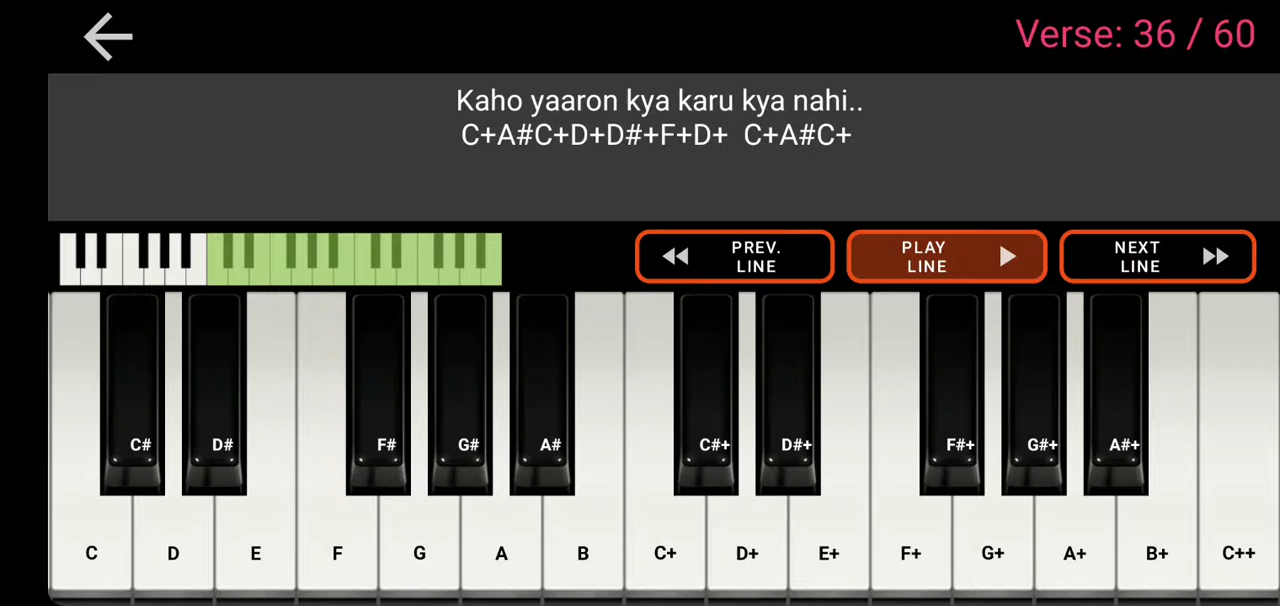 Verse: 36 / 60
Kaho yaaron kya karu kya nahi..
C+A#C+D+D#+F+D+  C+A#C+
PREV.
LINE
PLAY
LINE
NEXT
LINE
C# D# F# G# A# C#+ D#+ F#+ G#+ A#+
C D E F G A B C+ D+ E+ F+ G+ A+ B+ C++